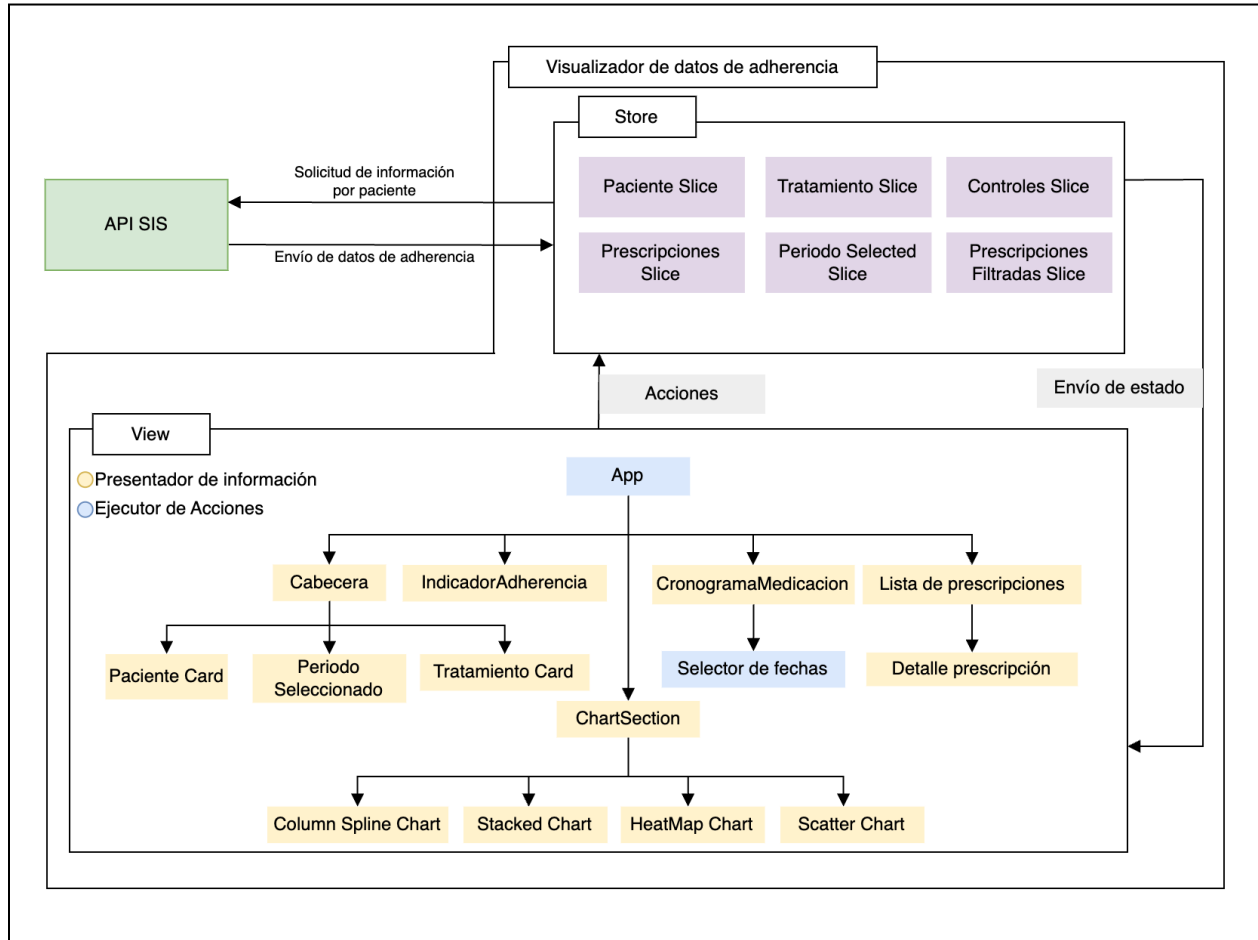 Visualizador de datos de adherencia
Store
Paciente Slice
Tratamiento Slice
Controles Slice
Prescripciones
Slice
Periodo Selected
Slice
Prescripciones
Filtradas Slice
Solicitud de información
por paciente
API SIS
Envío de datos de adherencia
Acciones
Envío de estado
View
Presentador de información
Ejecutor de Acciones
App
Cabecera
IndicadorAdherencia
CronogramaMedicacion
Lista de prescripciones
Paciente Card
Periodo
Seleccionado
Tratamiento Card
Selector de fechas
Detalle prescripción
ChartSection
Column Spline Chart
Stacked Chart
HeatMap Chart
Scatter Chart